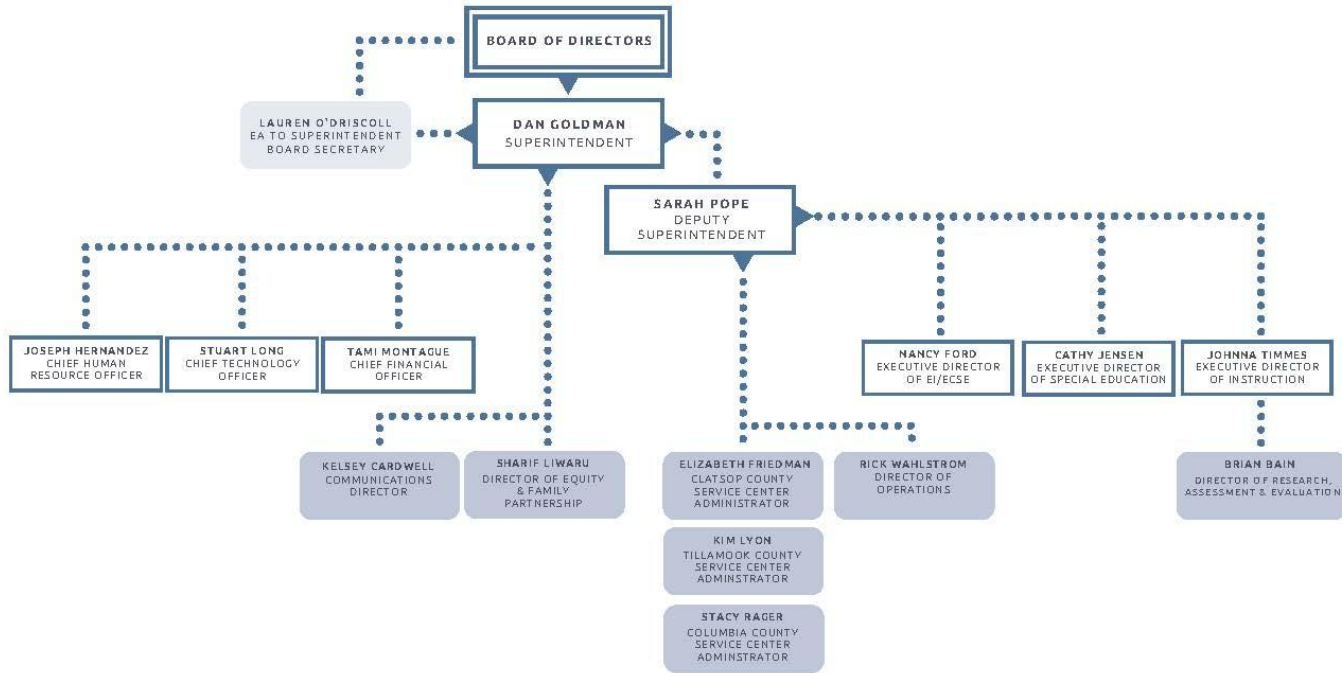 BOARD OF DIRECTORS
LAUREN O'DRISCOLL
EA TO SUPERINTENDENT
BOARD SECRETARY
DAN GOLDMAN
SUPERINTENDENT
SARAH POPE
DEPUTY
SUPERINTENDENT
JOSEPH HERNANDEZ
CHIEF HUMAN
RESOURCE OFFICER
STUART LONG
CHIEF TECHNOLOGY
OFFICER
TAMI MONTAGUE
CHIEF FINANCIAL
OFFICER
NANCY FORD
EXECUTIVE DIRECTOR
OF EI/ECSE
CATHY JENSEN
EXECUTIVE DIRECTOR
OF SPECIAL EDUCATION
JOHNNA TIMMES
EXECUTIVE DIRECTOR
OF INSTRUCTION
KELSEY CARDWELL
COMMUNICATIONS
DIRECTOR
SHARIF LIWARU
DIRECTOR OF EQUITY
& FAMILY
PARTNERSHIP
ELIZABETH FRIEDMAN
CLATSOP COUNTY
SERVICE CENTER
ADMINISTRATOR
RICK WAHLSTROM
DIRECTOR OF
OPERATIONS
BRIAN BAIN
DIRECTOR OF RESEARCH,
ASSESSMENT & EVALUATION
KIM LYON
TILLAMOOK COUNTY
SERVICE CENTER
ADMINSTRATOR
STACY RAGER
COLUMBIA COUNTY
SERVICE CENTER
ADMINSTRATOR